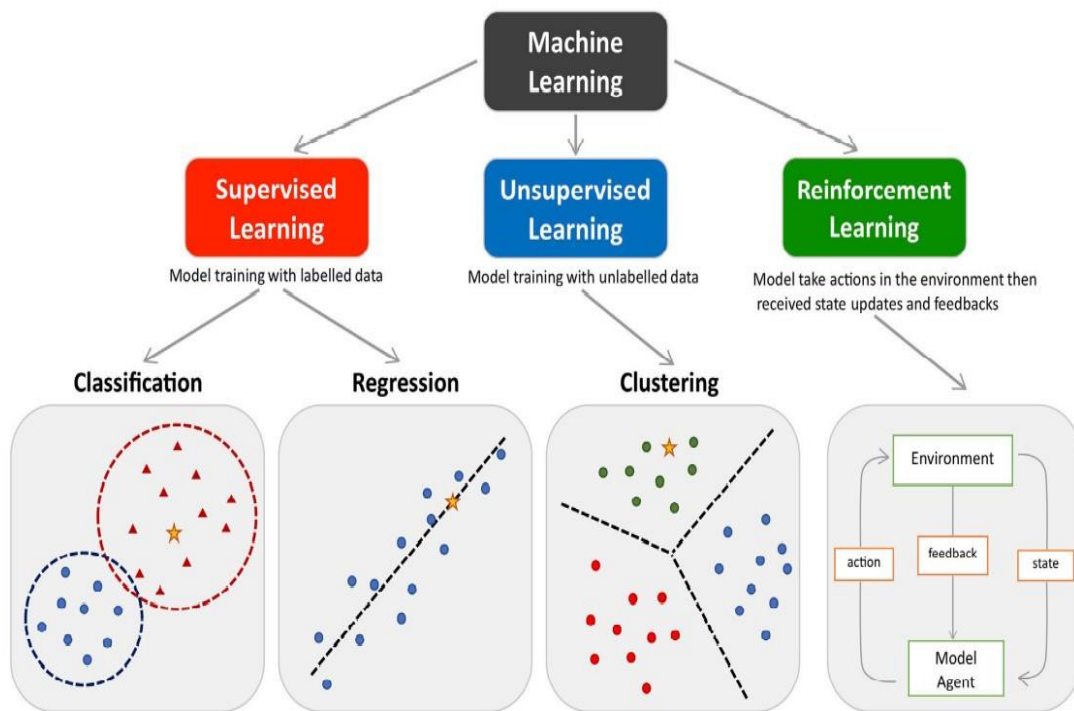 Machine
Learning
Supervised
Learning
Unsupervised
Learning
Reinforcement
Learning
Model training with labelled data
Model training with unlabelled data
Model take actions in the environment then
received state updates and feedbacks
Classification
Regression
Clustering
Environment
action
feedback
state
Model
Agent